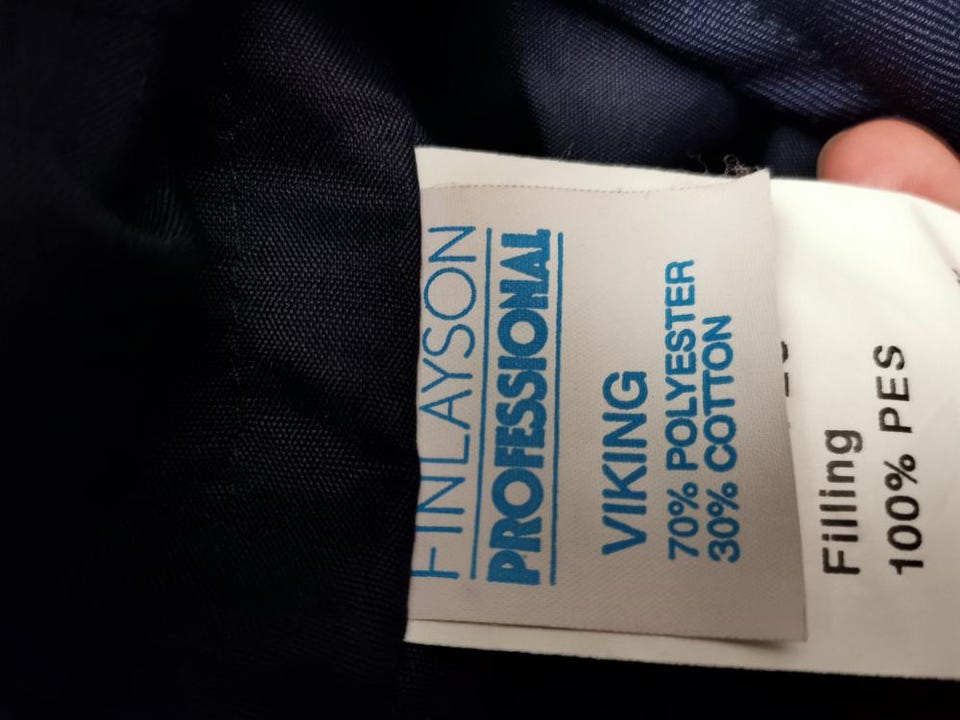 FINLAYSON
PROFESSIONAL
VIKING
70% POLYESTER
30% COTTON
Filling
100% PES